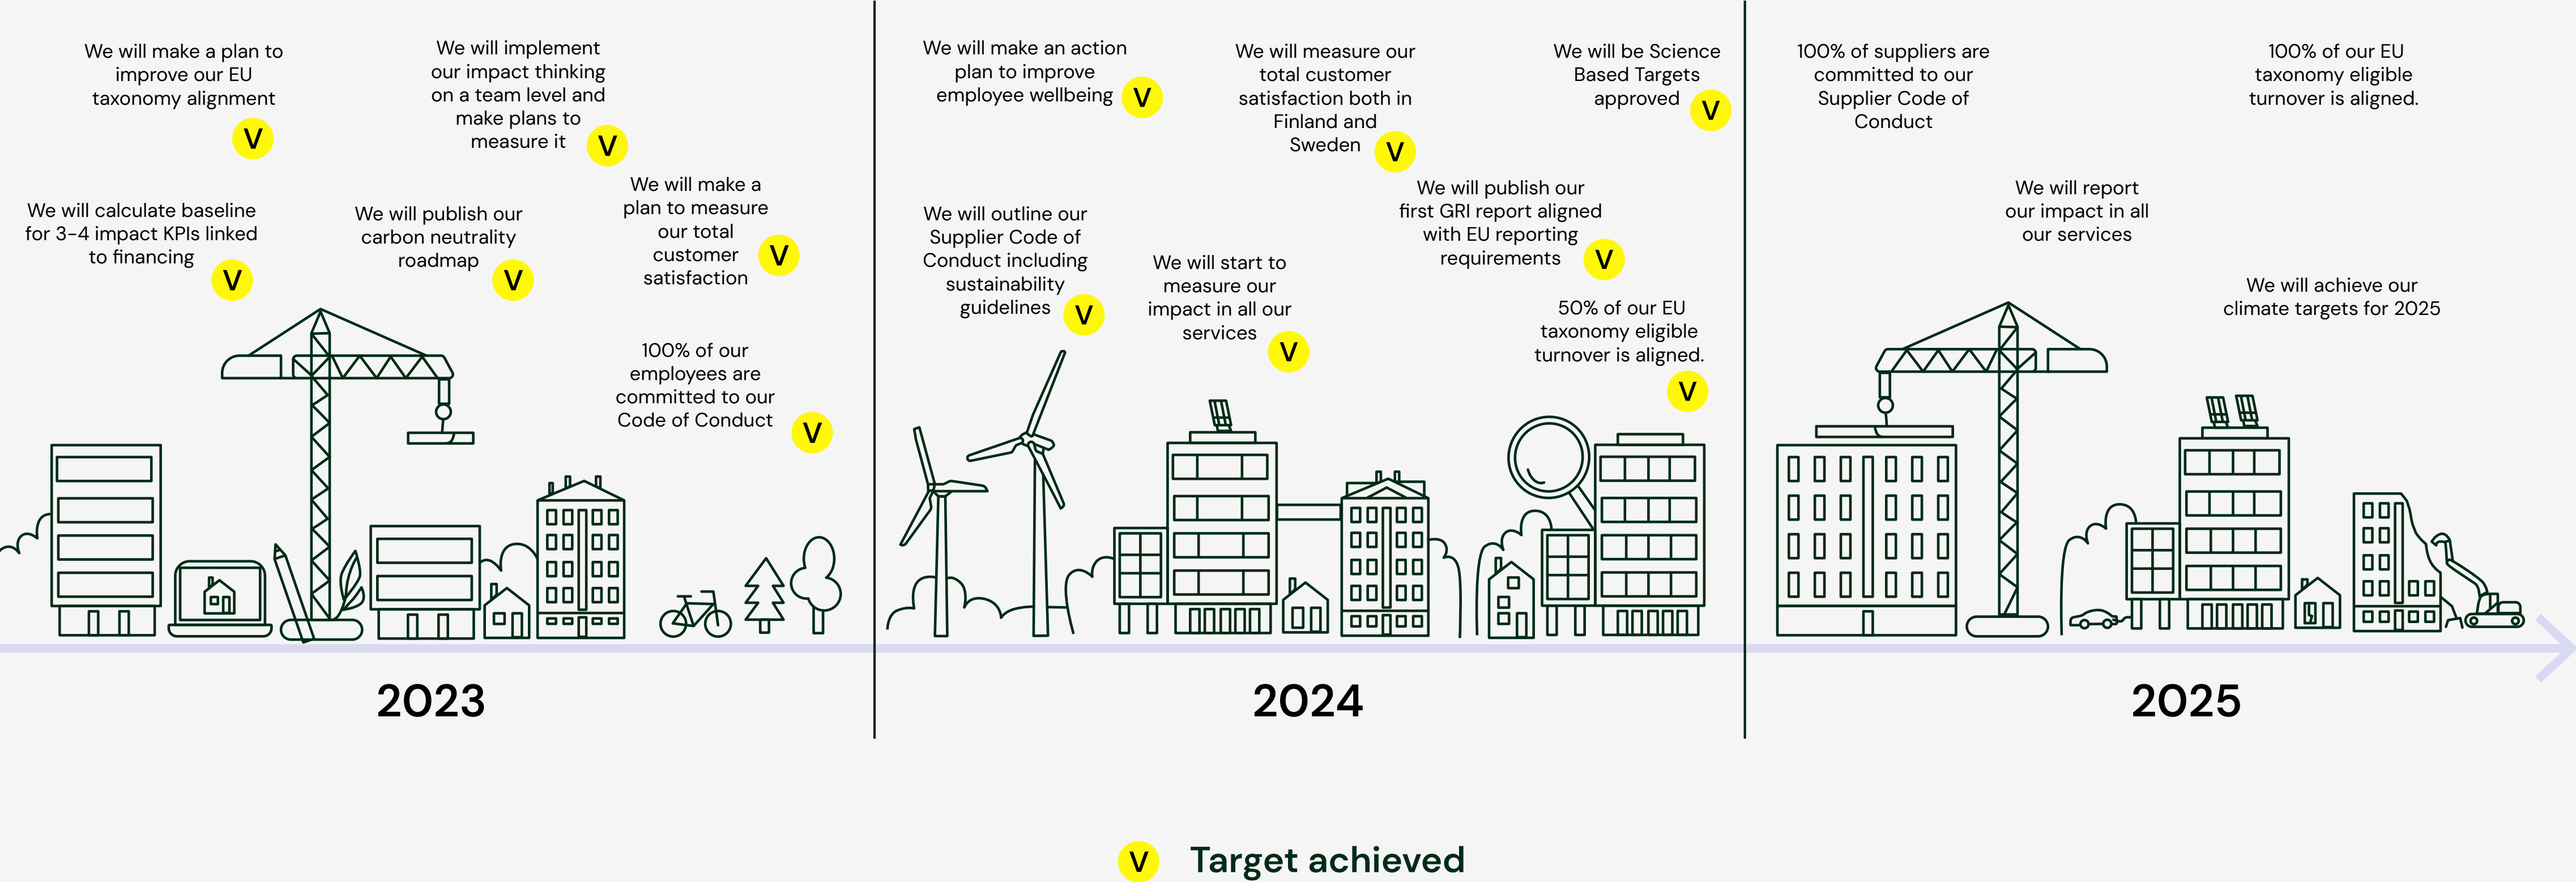 We will make a plan to
improve our EU
taxonomy alignment
V
We will implement
our impact thinking
on a team level and
make plans to
measure it
V
We will calculate baseline
for 3-4 impact KPIs linked
to financing
V
We will publish our
carbon neutrality
roadmap
V
We will make a
plan to measure
our total
customer
satisfaction
V
100% of our
employees are
committed to our
Code of Conduct
V
2023
We will make an action
plan to improve
employee wellbeing
V
We will measure our
total customer
satisfaction both in
Finland and
Sweden
V
We will be Science
Based Targets
approved
V
We will outline our
Supplier Code of
Conduct including
sustainability
guidelines
V
We will start to
measure our
impact in all our
services
V
We will publish our
first GRI report aligned
with EU reporting
requirements
V
50% of our EU
taxonomy eligible
turnover is aligned.
V
2024
100% of suppliers are
committed to our
Supplier Code of
Conduct
100% of our EU
taxonomy eligible
turnover is aligned.
We will report
our impact in all
our services
We will achieve our
climate targets for 2025
2025
V Target achieved